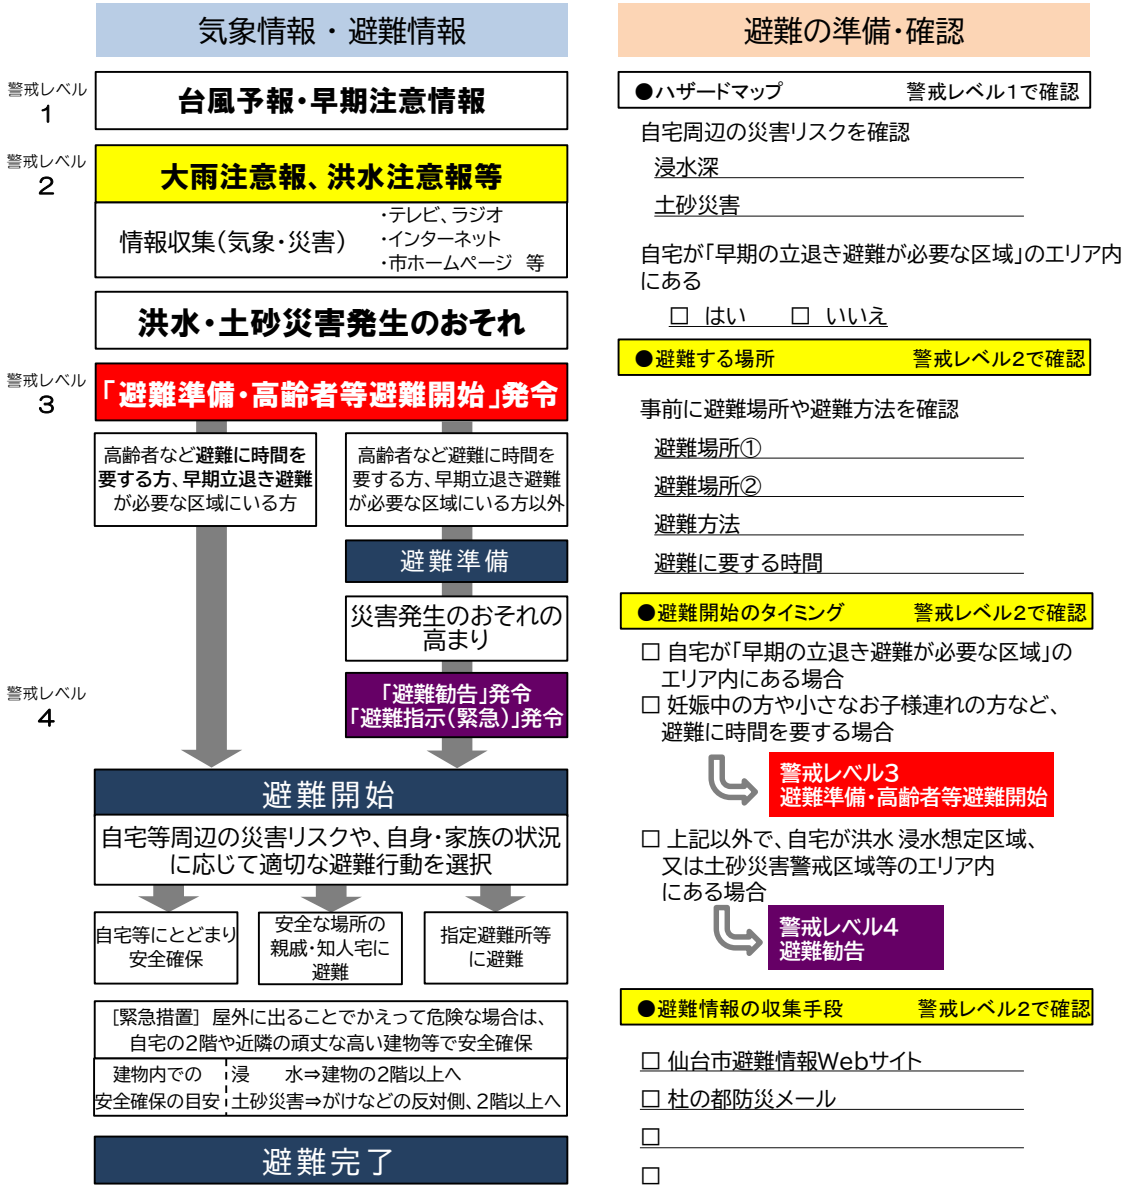 気象情報・避難情報
警戒レベル
1
台風予報・早期注意情報
警戒レベル
2
大雨注意報、洪水注意報等
情報収集(気象・災害)
・テレビ、ラジオ
・インターネット
・市ホームページ 等
洪水・土砂災害発生のおそれ
警戒レベル
3
「避難準備・高齢者等避難開始」発令
高齢者など避難に時間を
要する方、早期立退き避難
が必要な区域にいる方
高齢者など避難に時間を
要する方、早期立退き避難
が必要な区域にいる方以外
避難準備
災害発生のおそれの
高まり
警戒レベル
4
「避難勧告」発令
「避難指示(緊急)」発令
避難開始
自宅等周辺の災害リスクや、自身・家族の状況
に応じて適切な避難行動を選択
自宅等にとどまり
安全確保
安全な場所の
親戚・知人宅に
避難
指定避難所等
に避難
[緊急措置] 屋外に出ることでかえって危険な場合は、
自宅の2階や近隣の頑丈な高い建物等で安全確保
建物内での
安全確保の目安
浸 水⇒建物の2階以上へ
土砂災害⇒がけなどの反対側、2階以上へ
避難完了
避難の準備・確認
●ハザードマップ 警戒レベル1で確認
自宅周辺の災害リスクを確認
浸水深
土砂災害
自宅が「早期の立退き避難が必要な区域」のエリア内
にある
□ はい □ いいえ
●避難する場所 警戒レベル2で確認
事前に避難場所や避難方法を確認
避難場所①
避難場所②
避難方法
避難に要する時間
●避難開始のタイミング 警戒レベル2で確認
□ 自宅が「早期の立退き避難が必要な区域」の
エリア内にある場合
□ 妊娠中の方や小さなお子様連れの方など、
避難に時間を要する場合
警戒レベル3
避難準備・高齢者等避難開始
□ 上記以外で、自宅が洪水 浸水想定区域、
又は土砂災害警戒区域等のエリア内
にある場合
警戒レベル4
避難勧告
●避難情報の収集手段 警戒レベル2で確認
□ 仙台市避難情報Webサイト
□ 杜の都防災メール
□
□